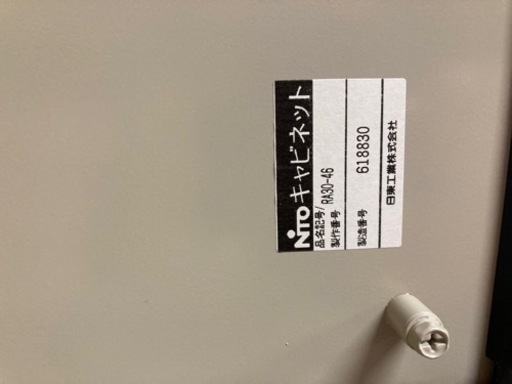 NITO キャビネット
品名記号/
製作番号 RA30-46
製造番号 618830
日東工業株式会社